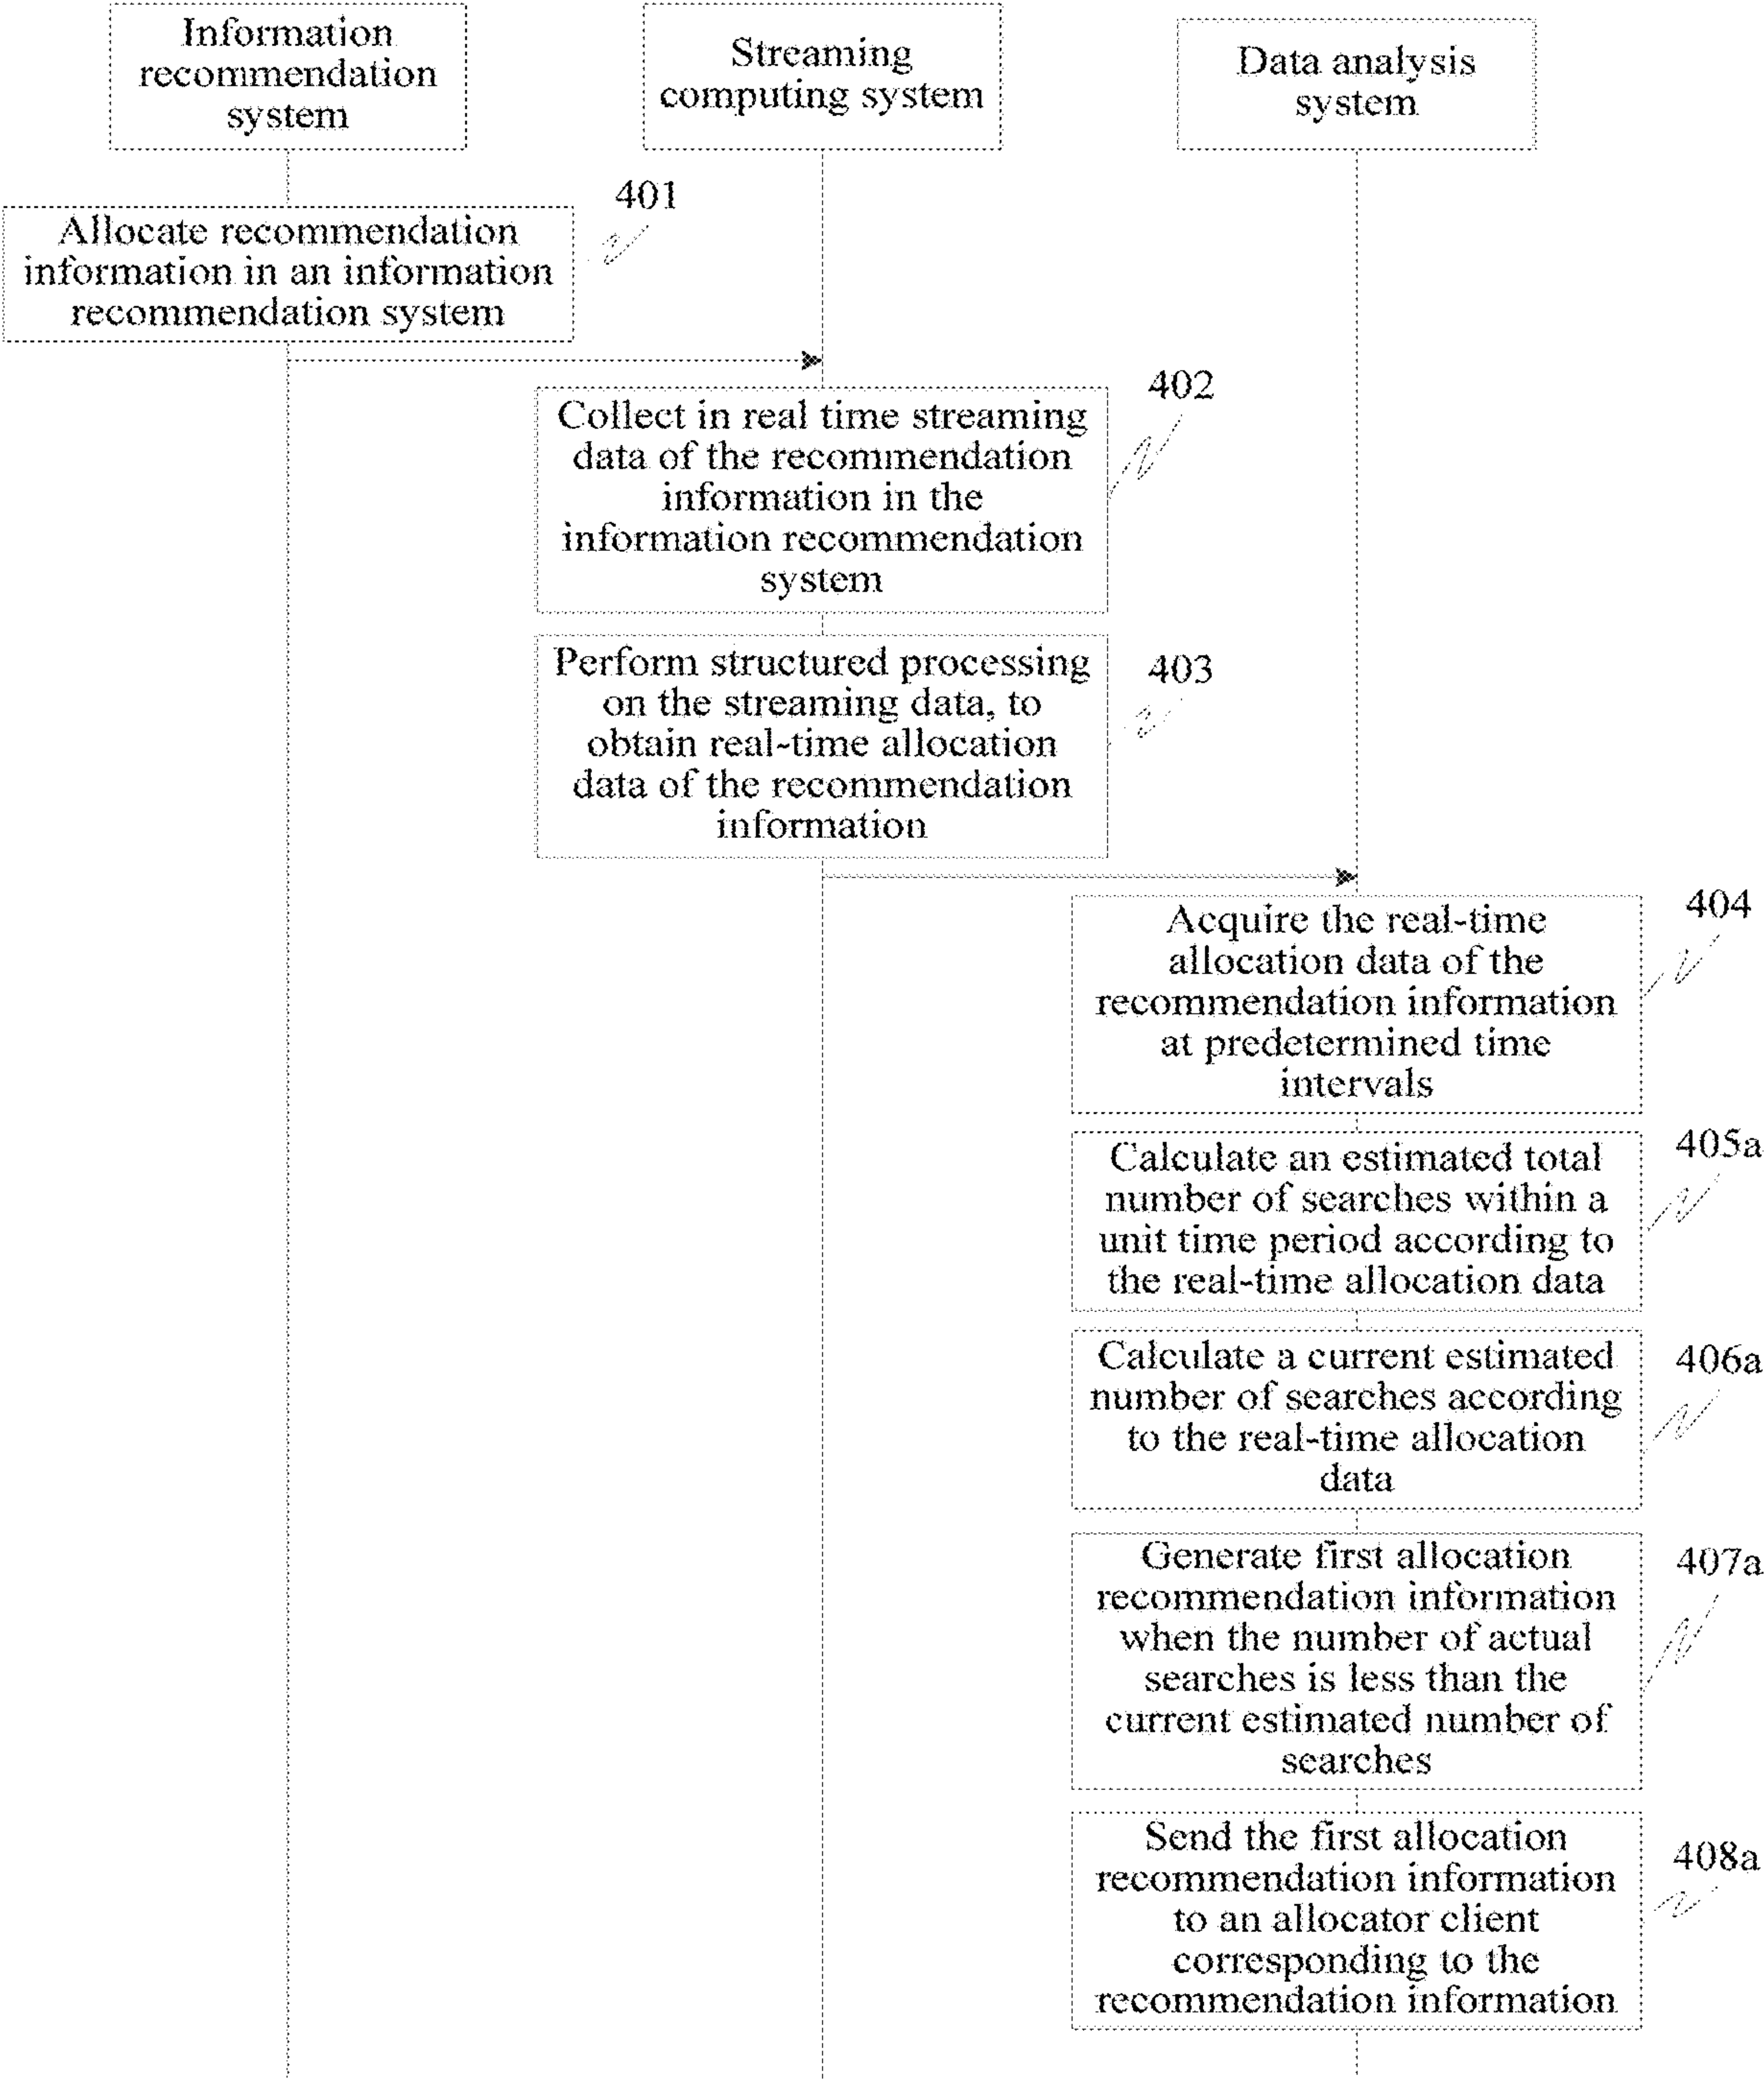 Information
recommendation
system
Streaming
computing system
Data analysis
system
401
Allocate recommendation
information in an information
recommendation system
402
Collect in real time streaming
data of the recommendation
information in the
information recommendation
system
403
Perform structured processing
on the streaming data, to
obtain real-time allocation
data of the recommendation
information
404
Acquire the real-time
allocation data of the
recommendation information
at predetermined time
intervals
405a
Calculate an estimated total
number of searches within a
unit time period according to
the real-time allocation data
406a
Calculate a current estimated
number of searches according
to the real-time allocation
data
407a
Generate first allocation
recommendation information
when the number of actual
searches is less than the
current estimated number of
searches
408a
Send the first allocation
recommendation information
to an allocator client
corresponding to the
recommendation information